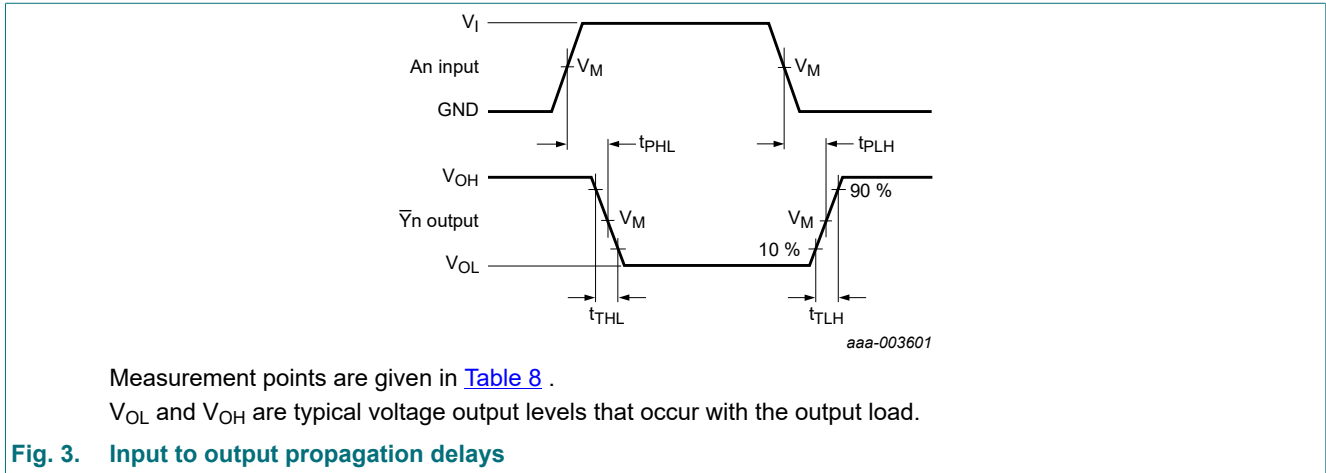 VI
An input
VM
VM
GND
tPHL
tPLH
VOH
90 %
Y̅n output
VM
VM
10 %
VOL
tTHL
tTLH
aaa-003601
Measurement points are given in Table 8 .
VOL and VOH are typical voltage output levels that occur with the output load.
Fig. 3. Input to output propagation delays